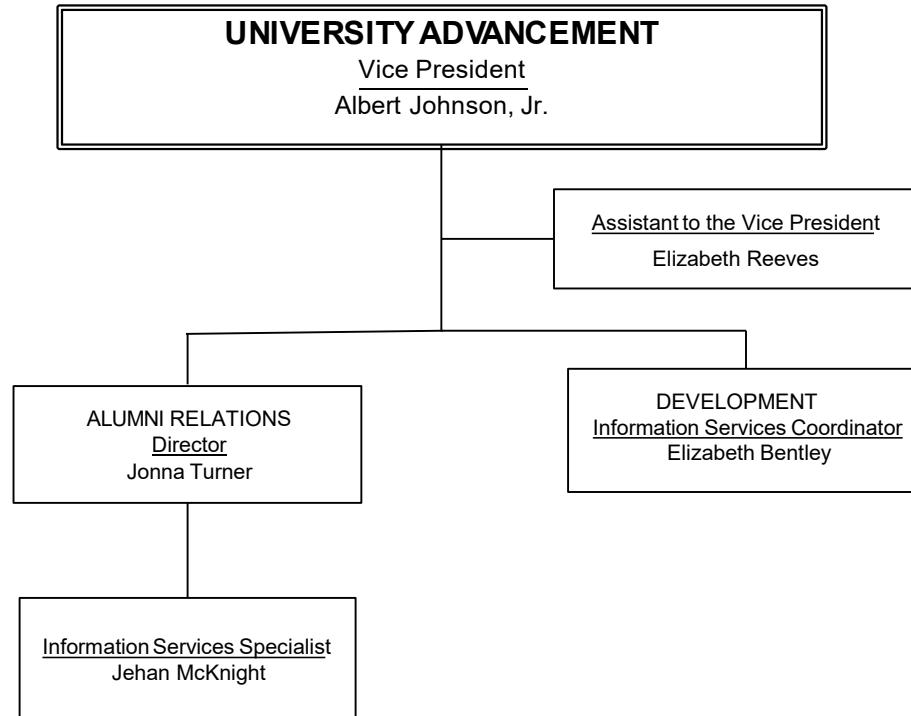 UNIVERSITY ADVANCEMENT
Vice President
Albert Johnson, Jr.
Assistant to the Vice President
Elizabeth Reeves
ALUMNI RELATIONS
Director
Jonna Turner
DEVELOPMENT
Information Services Coordinator
Elizabeth Bentley
Information Services Specialist
Jehan McKnight